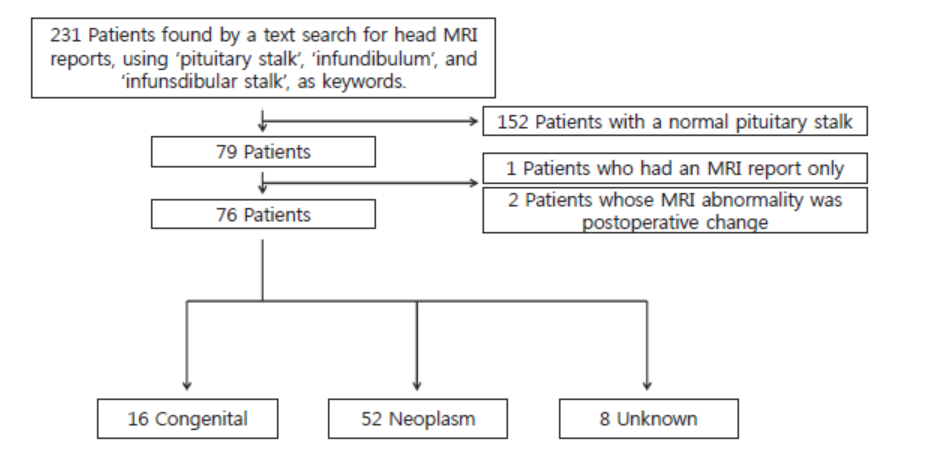 231 Patients found by a text search for head MRI
reports, using ‘pituitary stalk’, ‘infundibulum’, and
‘infunsdibular stalk’, as keywords.
152 Patients with a normal pituitary stalk
79 Patients
1 Patients who had an MRI report only
2 Patients whose MRI abnormality was
postoperative change
76 Patients
16 Congenital
52 Neoplasm
8 Unknown